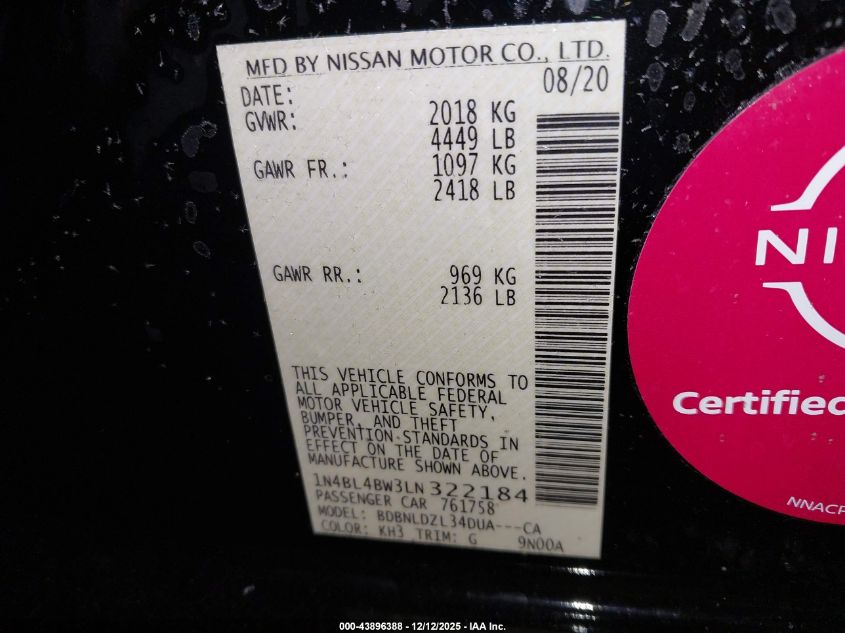 MFD BY NISSAN MOTOR CO., LTD.
DATE: 08/20
GVWR: 2018 KG
4449 LB
GAWR FR.: 1097 KG
2418 LB
GAWR RR.: 969 KG
2136 LB
THIS VEHICLE CONFORMS TO
ALL APPLICABLE FEDERAL
MOTOR VEHICLE SAFETY,
BUMPER, AND THEFT
PREVENTION STANDARDS IN
EFFECT ON THE DATE OF
MANUFACTURE SHOWN ABOVE.
1N4BL4BW3LN322184
PASSENGER CAR 761758
MODEL: BDBNLDZL34DUA---CA
COLOR: KH3 TRIM: G 9N00A
NI
Certified
NNACP
000-43896388 - 12/12/2025 - IAA Inc.